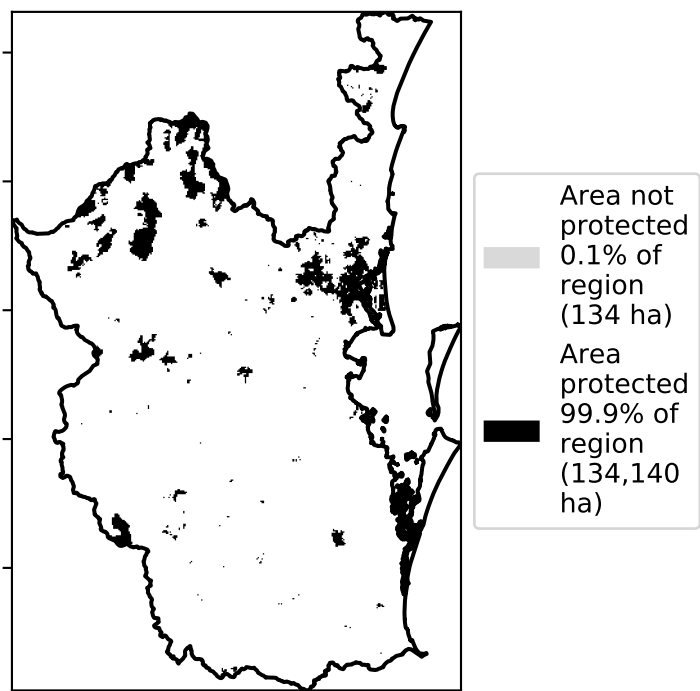 Area not
protected
0.1% of
region
(134 ha)
Area
protected
99.9% of
region
(134,140
ha)